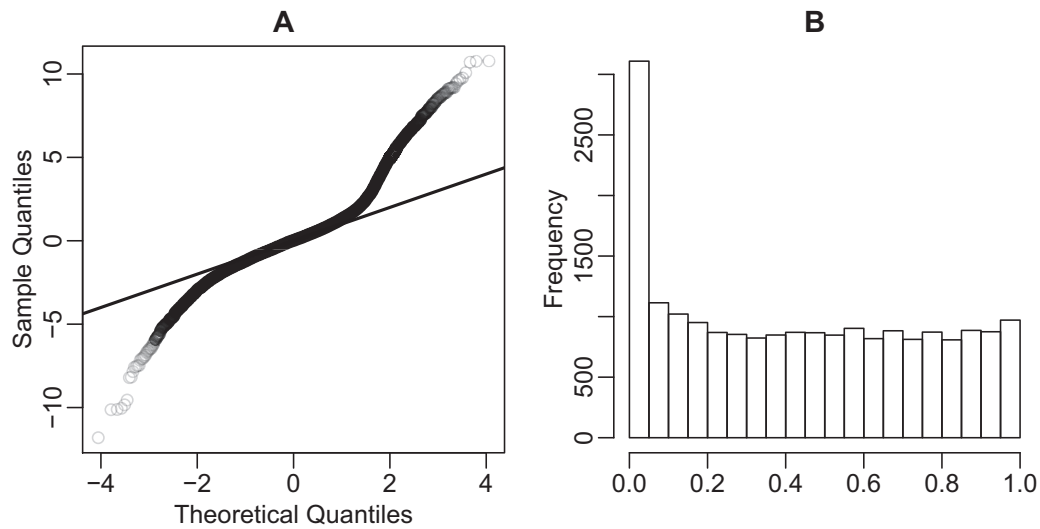 A
10
5
0
−5
−10
Sample Quantiles
−4 −2 0 2 4
Theoretical Quantiles
B
2500
1500
500
0
Frequency
0.0 0.2 0.4 0.6 0.8 1.0